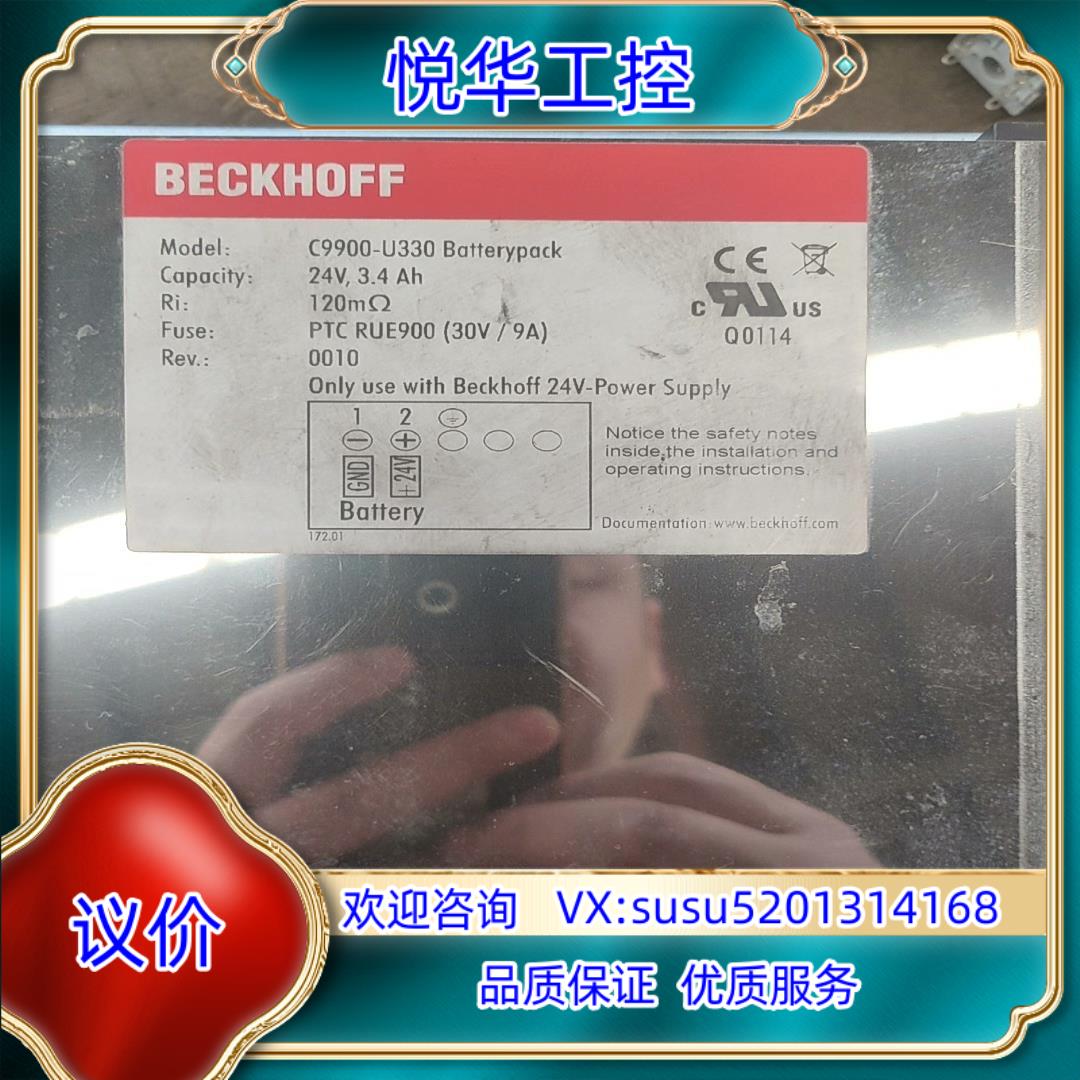 悦华工控
BECKHOFF
Model: C9900-U330 Batterypack
Capacity: 24V, 3.4 Ah
Ri: 120mΩ
Fuse: PTC RUE900 (30V / 9A)
Rev.: 0010
CE
c RU US
Q0114
Only use with Beckhoff 24V-Power Supply
1 2
GND +24V
Battery
172.01
Notice the safety notes
inside the installation and
operating instructions.
Documentation: www.beckhoff.com
议价
欢迎咨询 VX:susu5201314168
品质保证 优质服务